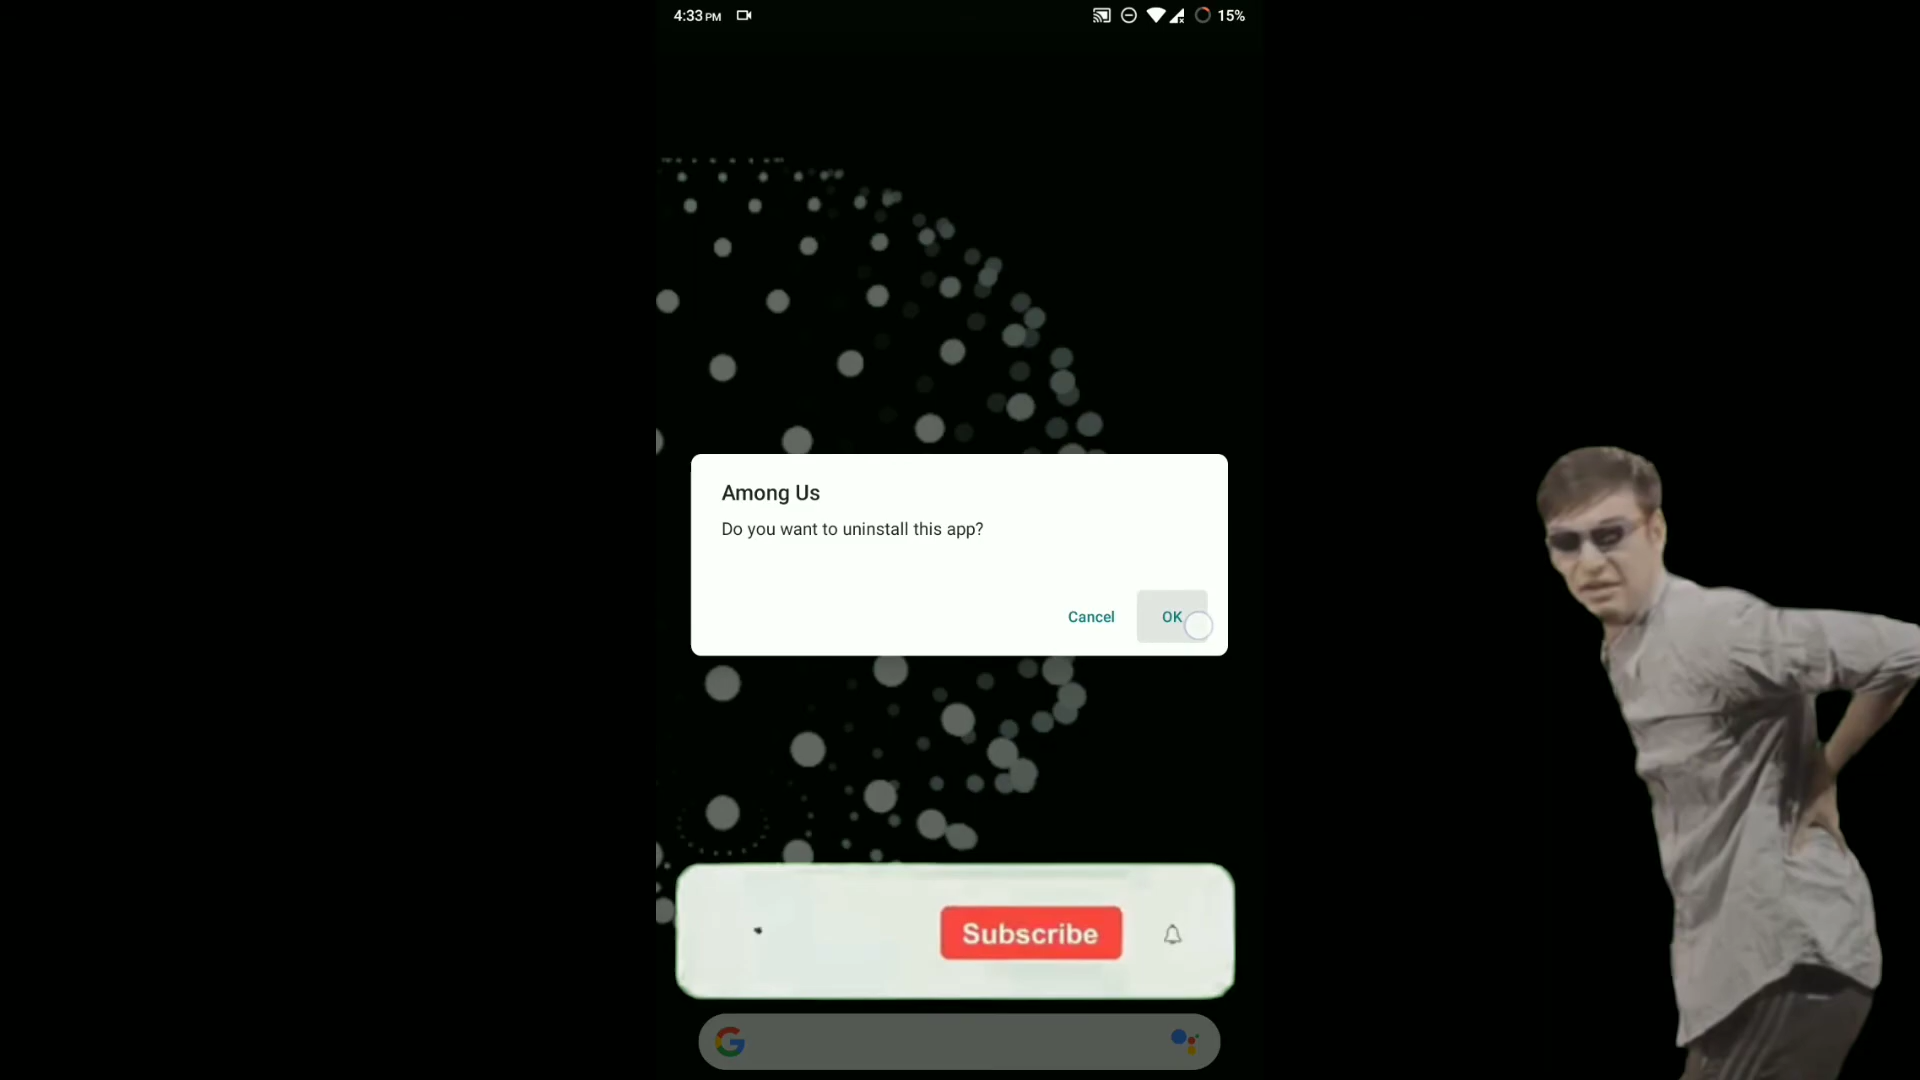 4:33 PM
15%
Among Us
Do you want to uninstall this app?
Cancel
OK
Subscribe